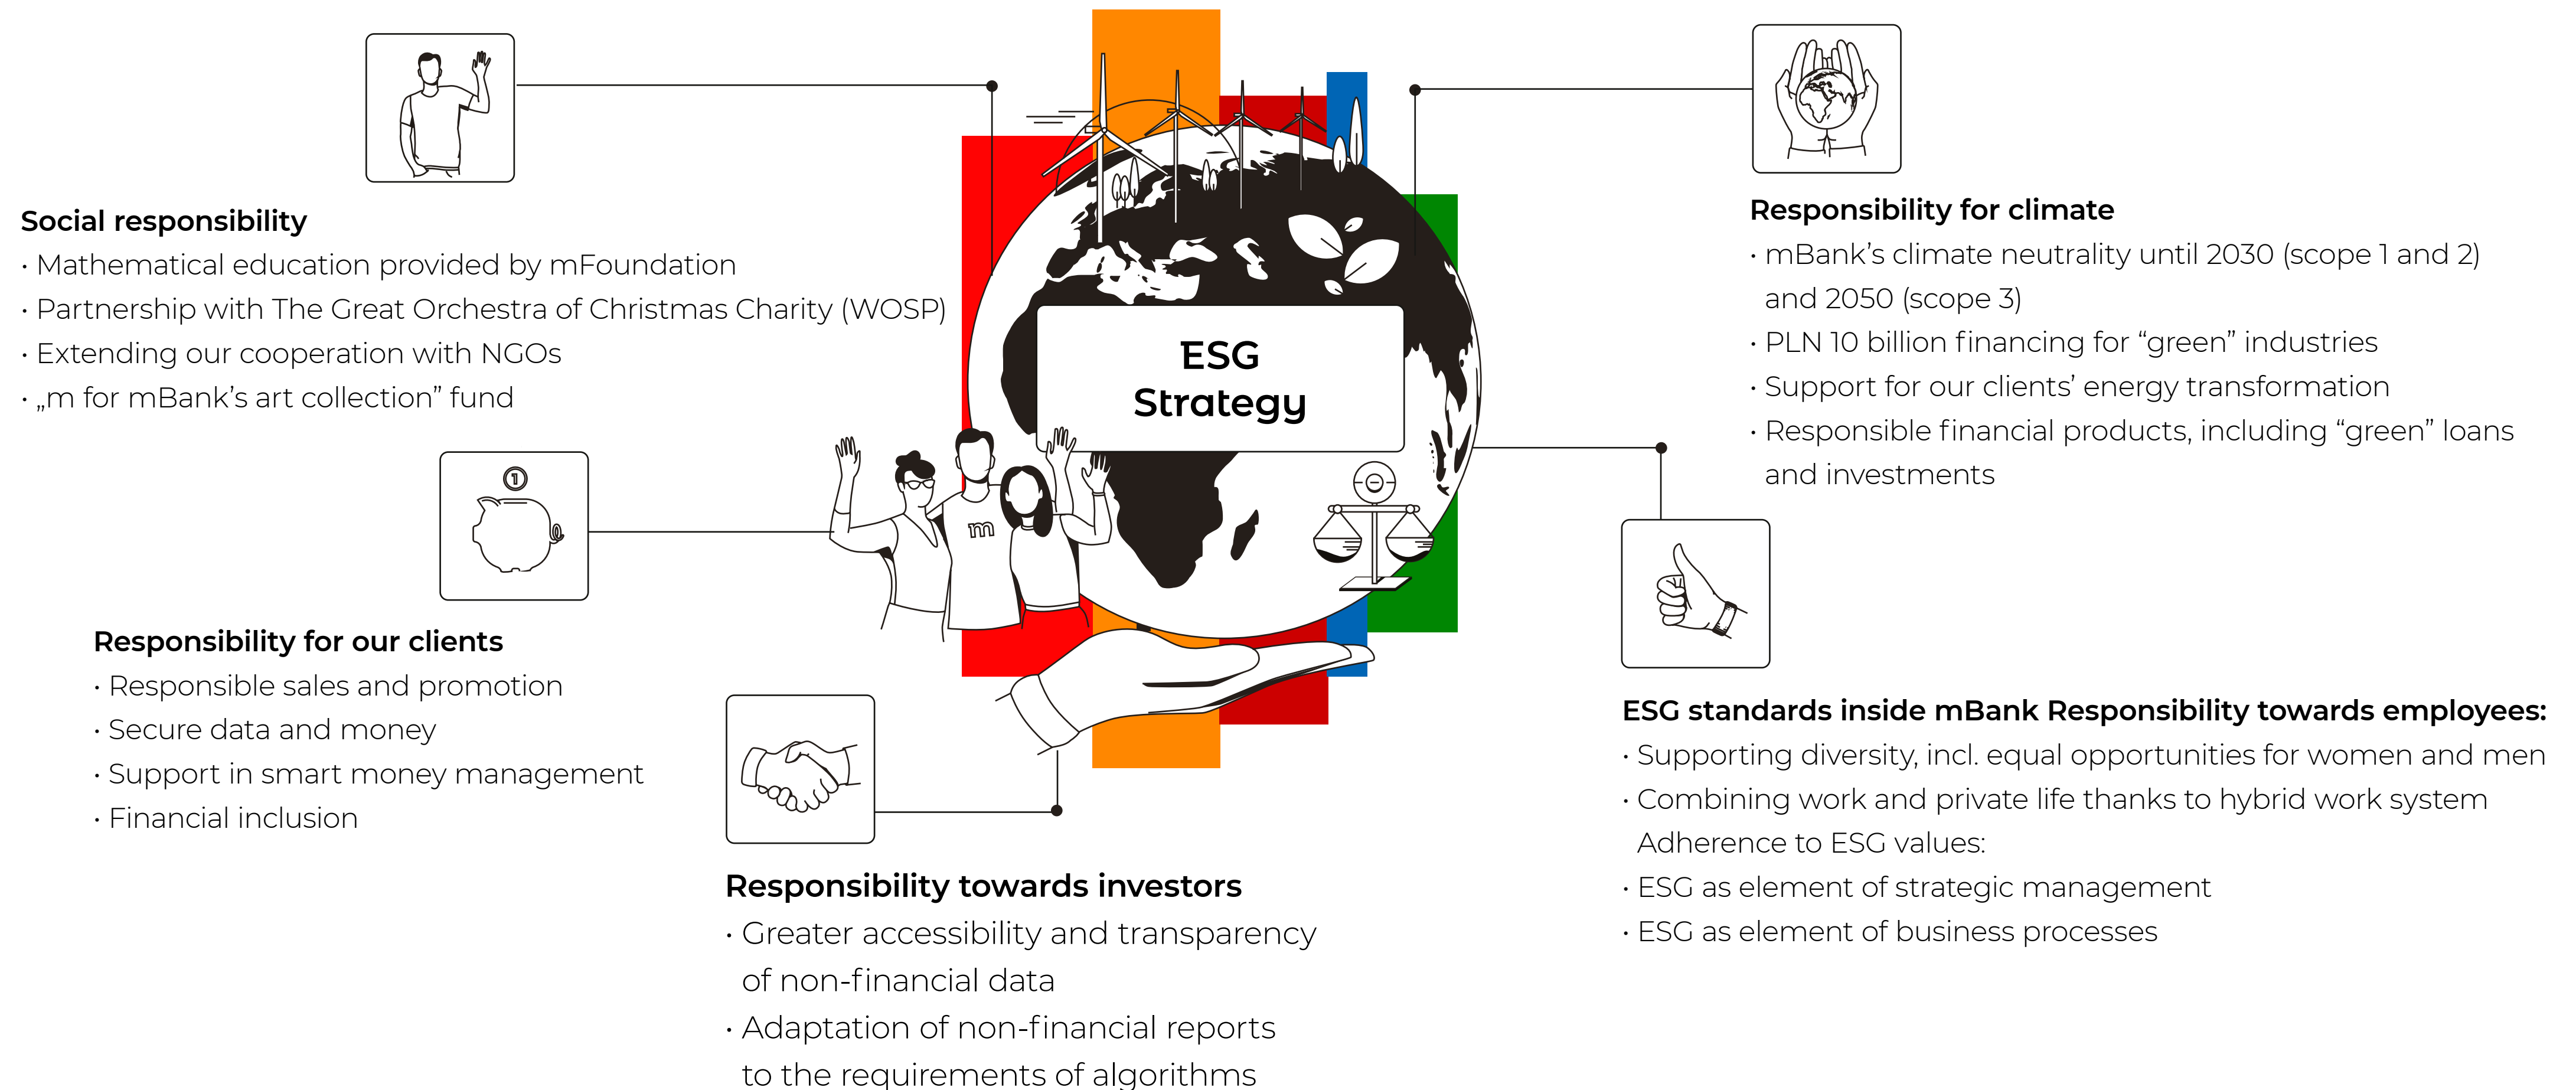 Social responsibility
• Mathematical education provided by mFoundation
• Partnership with The Great Orchestra of Christmas Charity (WOSP)
• Extending our cooperation with NGOs
• „m for mBank’s art collection” fund
1
Responsibility for our clients
• Responsible sales and promotion
• Secure data and money
• Support in smart money management
• Financial inclusion
ESG
Strategy
m
Responsibility towards investors
• Greater accessibility and transparency
of non-financial data
• Adaptation of non-financial reports
to the requirements of algorithms
Responsibility for climate
• mBank’s climate neutrality until 2030 (scope 1 and 2)
and 2050 (scope 3)
• PLN 10 billion financing for “green” industries
• Support for our clients’ energy transformation
• Responsible financial products, including “green” loans
and investments
ESG standards inside mBank Responsibility towards employees:
• Supporting diversity, incl. equal opportunities for women and men
• Combining work and private life thanks to hybrid work system
Adherence to ESG values:
• ESG as element of strategic management
• ESG as element of business processes